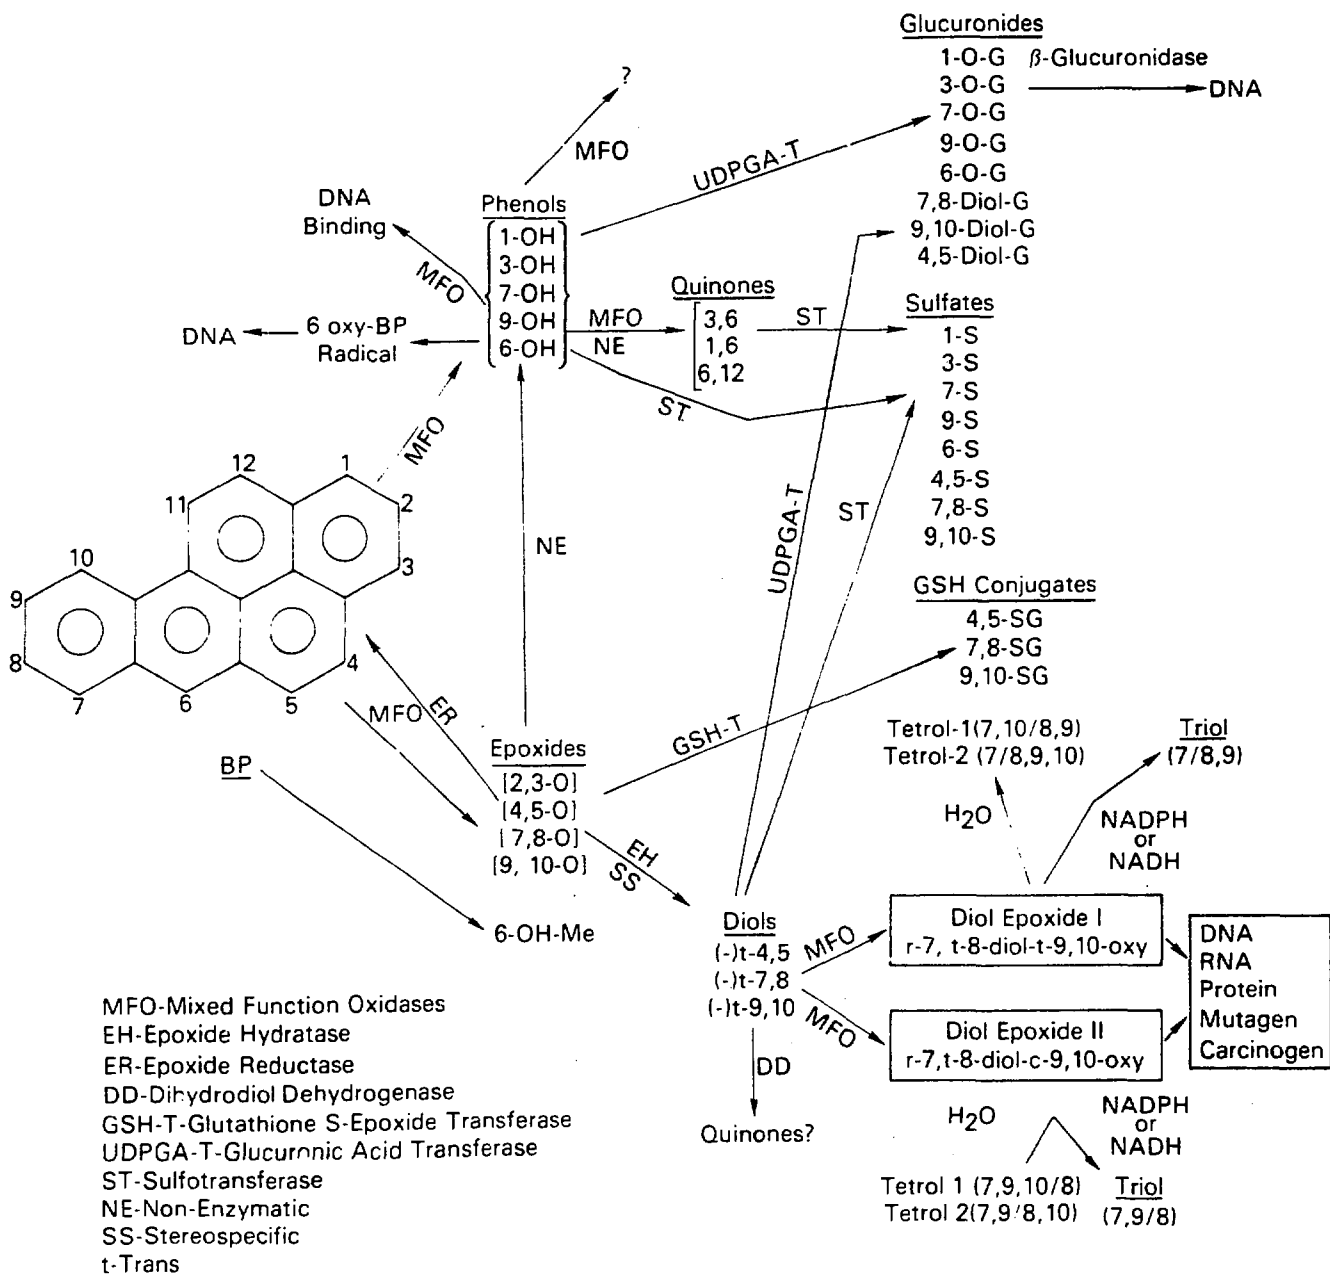 Glucuronides
1-O-G β-Glucuronidase
3-O-G
DNA
7-O-G
9-O-G
6-O-G
7,8-Diol-G
9,10-Diol-G
4,5-Diol-G
?
MFO
UDPGA-T
DNA
Binding
MFO
Phenols
1-OH
3-OH
7-OH
9-OH
6-OH
DNA
6 oxy-BP
Radical
MFO
NE
Quinones
3,6
1,6
6,12
ST
ST
Sulfates
1-S
3-S
7-S
9-S
6-S
4,5-S
7,8-S
9,10-S
MFO
12
1
11
2
10
3
9
8
4
7
6
5
NE
UDPGA-T
ST
GSH Conjugates
4,5-SG
7,8-SG
9,10-SG
MFO
ER
GSH-T
BP
Epoxides
[2,3-O]
[4,5-O]
[7,8-O]
[9, 10-O]
EH
SS
6-OH-Me
Tetrol-1(7,10/8,9)
Tetrol-2 (7/8,9,10)
Triol
(7/8,9)
H2O
NADPH
or
NADH
Diols
(-)t-4,5
(-)t-7,8
(-)t-9,10
MFO
MFO
Diol Epoxide I
r-7, t-8-diol-t-9,10-oxy
Diol Epoxide II
r-7,t-8-diol-c-9,10-oxy
DNA
RNA
Protein
Mutagen
Carcinogen
DD
Quinones?
H2O
NADPH
or
NADH
Tetrol 1 (7,9,10/8)
Tetrol 2(7,9/8,10)
Triol
(7,9/8)
MFO-Mixed Function Oxidases
EH-Epoxide Hydratase
ER-Epoxide Reductase
DD-Dihydrodiol Dehydrogenase
GSH-T-Glutathione S-Epoxide Transferase
UDPGA-T-Glucuronic Acid Transferase
ST-Sulfotransferase
NE-Non-Enzymatic
SS-Stereospecific
t-Trans